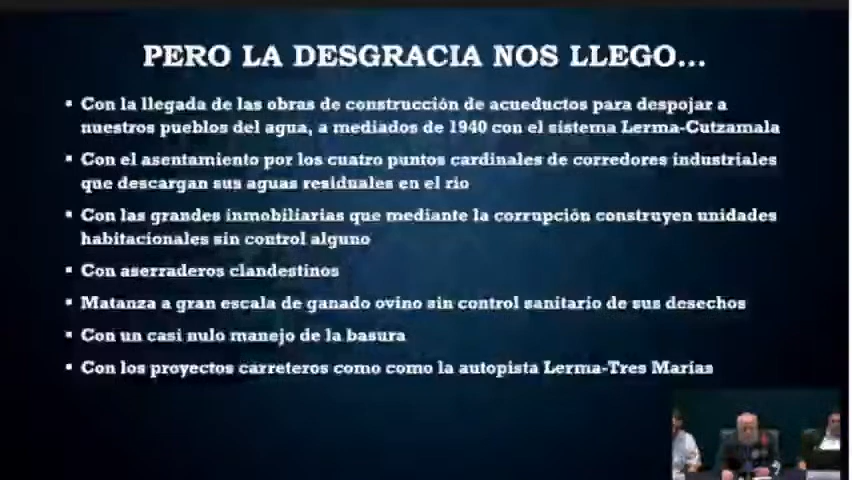 PERO LA DESGRACIA NOS LLEGO...
▪ Con la llegada de las obras de construcción de acueductos para despojar a
nuestros pueblos del agua, a mediados de 1940 con el sistema Lerma-Cutzamala
▪ Con el asentamiento por los cuatro puntos cardinales de corredores industriales
que descargan sus aguas residuales en el rio
▪ Con las grandes inmobiliarias que mediante la corrupción construyen unidades
habitacionales sin control alguno
▪ Con aserraderos clandestinos
▪ Matanza a gran escala de ganado ovino sin control sanitario de sus desechos
▪ Con un casi nulo manejo de la basura
▪ Con los proyectos carreteros como como la autopista Lerma-Tres Marías